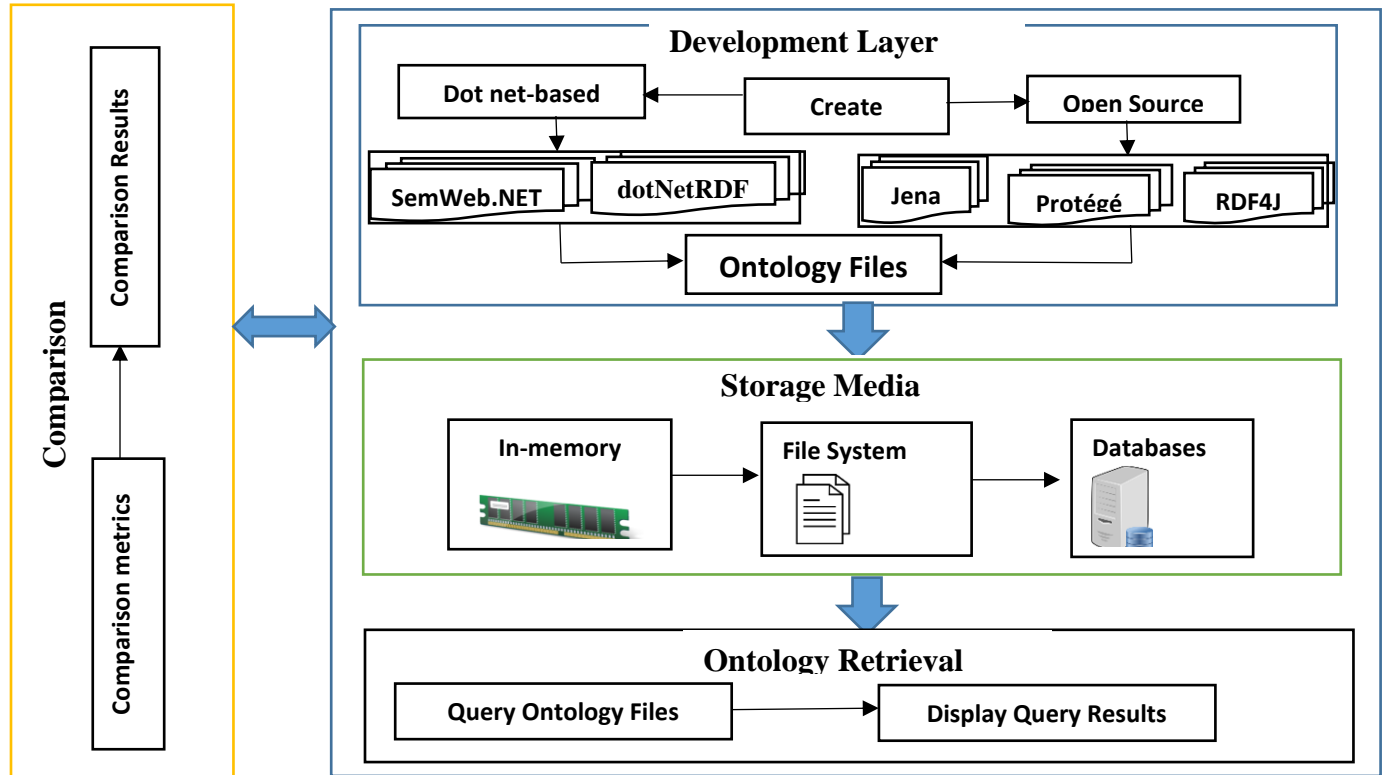 Comparison
Comparison Results
Comparison metrics
Development Layer
Dot net-based
Create
Open Source
SemWeb.NET
dotNetRDF
Jena
Protégé
RDF4J
Ontology Files
Storage Media
In-memory
File System
Databases
Ontology Retrieval
Query Ontology Files
Display Query Results